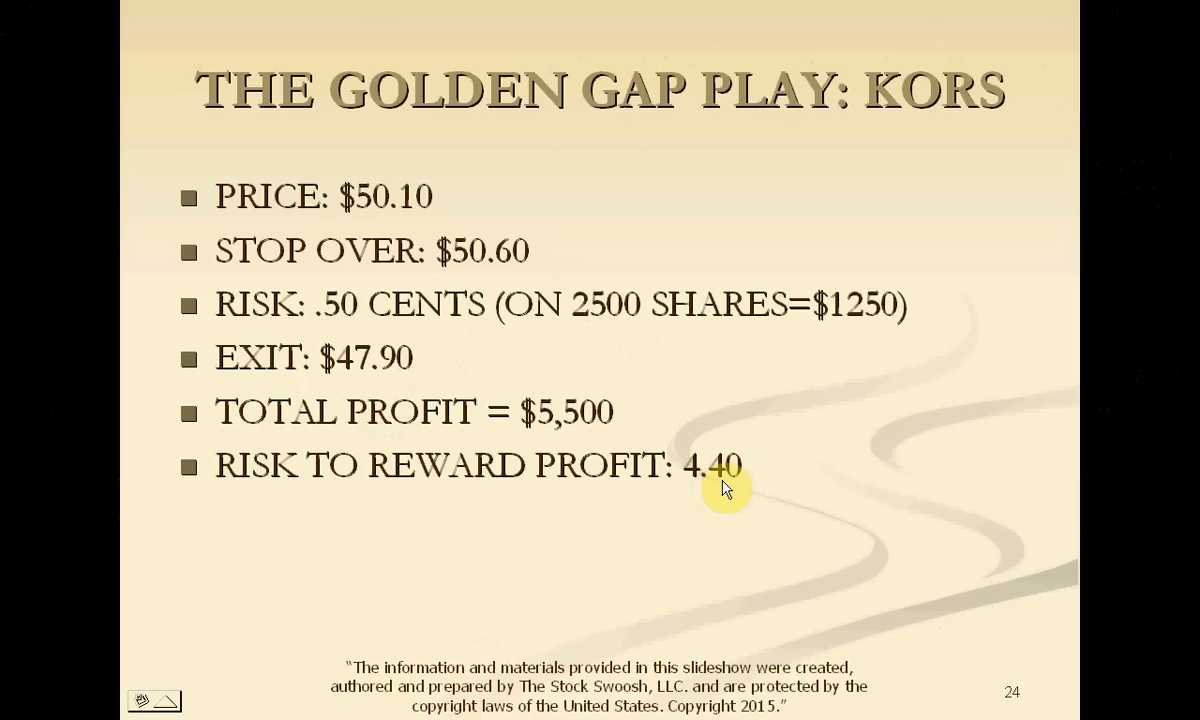 THE GOLDEN GAP PLAY: KORS
PRICE: $50.10
STOP OVER: $50.60
RISK: .50 CENTS (ON 2500 SHARES=$1250)
EXIT: $47.90
TOTAL PROFIT = $5,500
RISK TO REWARD PROFIT: 4.40
"The information and materials provided in this slideshow were created,
authored and prepared by The Stock Swoosh, LLC. and are protected by the
copyright laws of the United States. Copyright 2015."
24